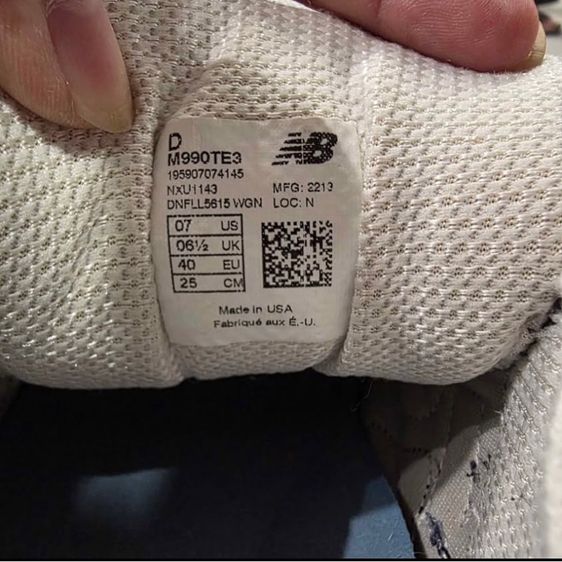 D
M990TE3
NB
195907074145
NXU1143 MFG: 2213
DNFLL5615 WGN LOC: N
07 US
06½ UK
40 EU
25 CM
Made in USA
Fabriqué aux É.-U.